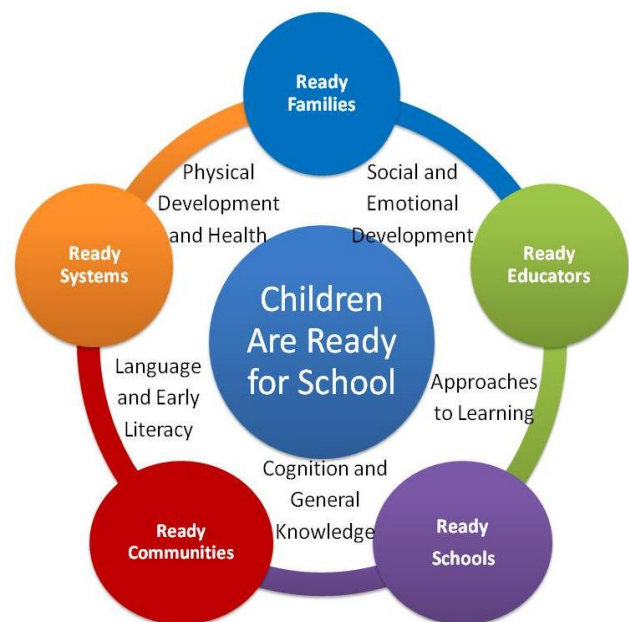 Ready
Families
Physical
Development
and Health
Social and
Emotional
Development
Ready
Systems
Ready
Educators
Children
Are Ready
for School
Language
and Early
Literacy
Approaches
to Learning
Cognition and
General
Knowledge
Ready
Communities
Ready
Schools